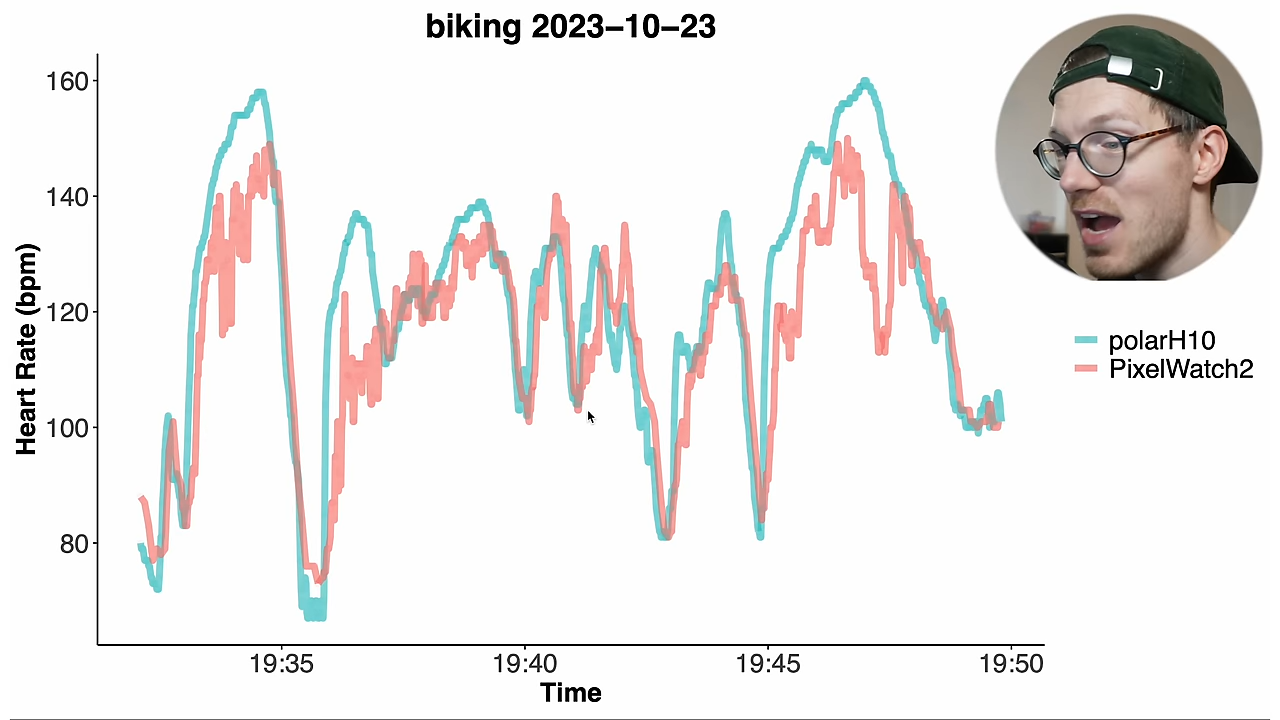 biking 2023–10–23
160
140
120
100
80
Heart Rate (bpm)
19:35
19:40
19:45
19:50
Time
polarH10
PixelWatch2